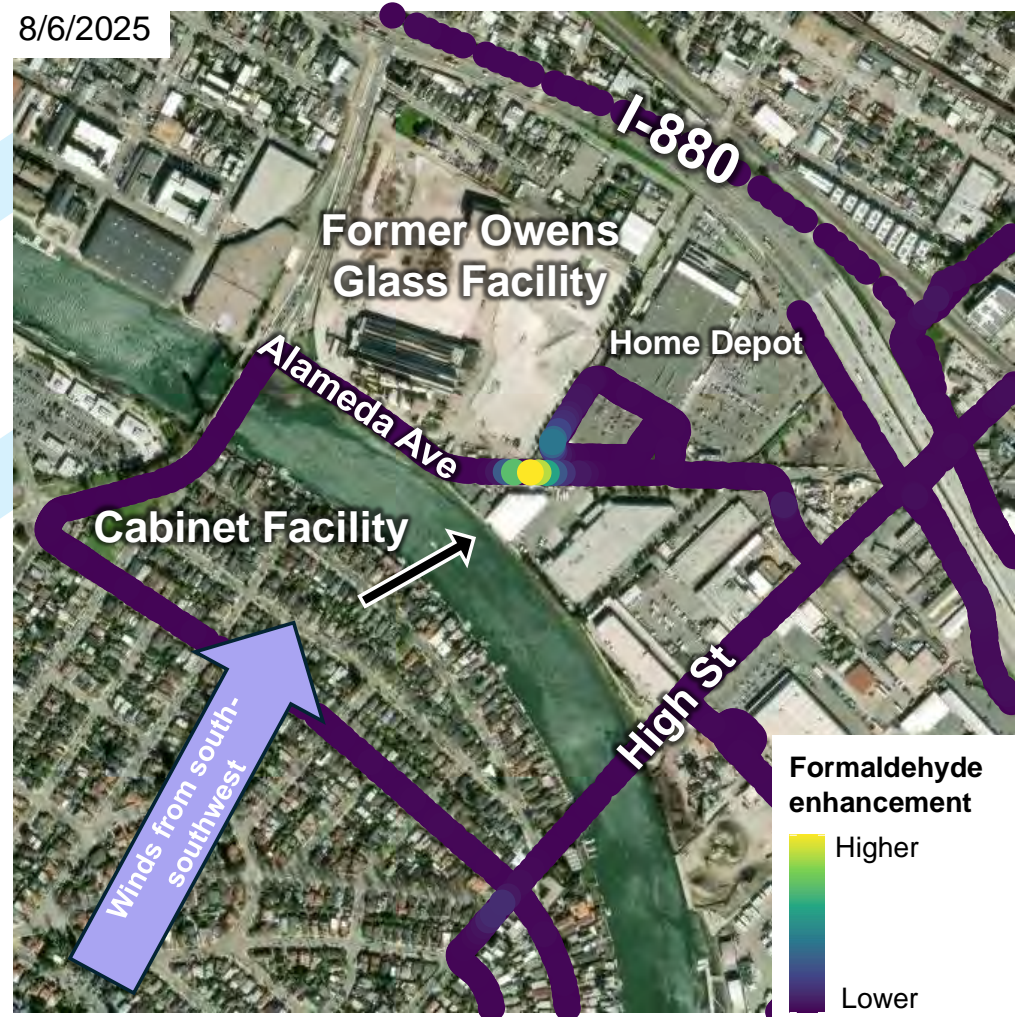 8/6/2025
I-880
Former Owens
Glass Facility
Home Depot
Alameda Ave
Cabinet Facility
Winds from south-
southwest
High St
Formaldehyde
enhancement
Higher
Lower